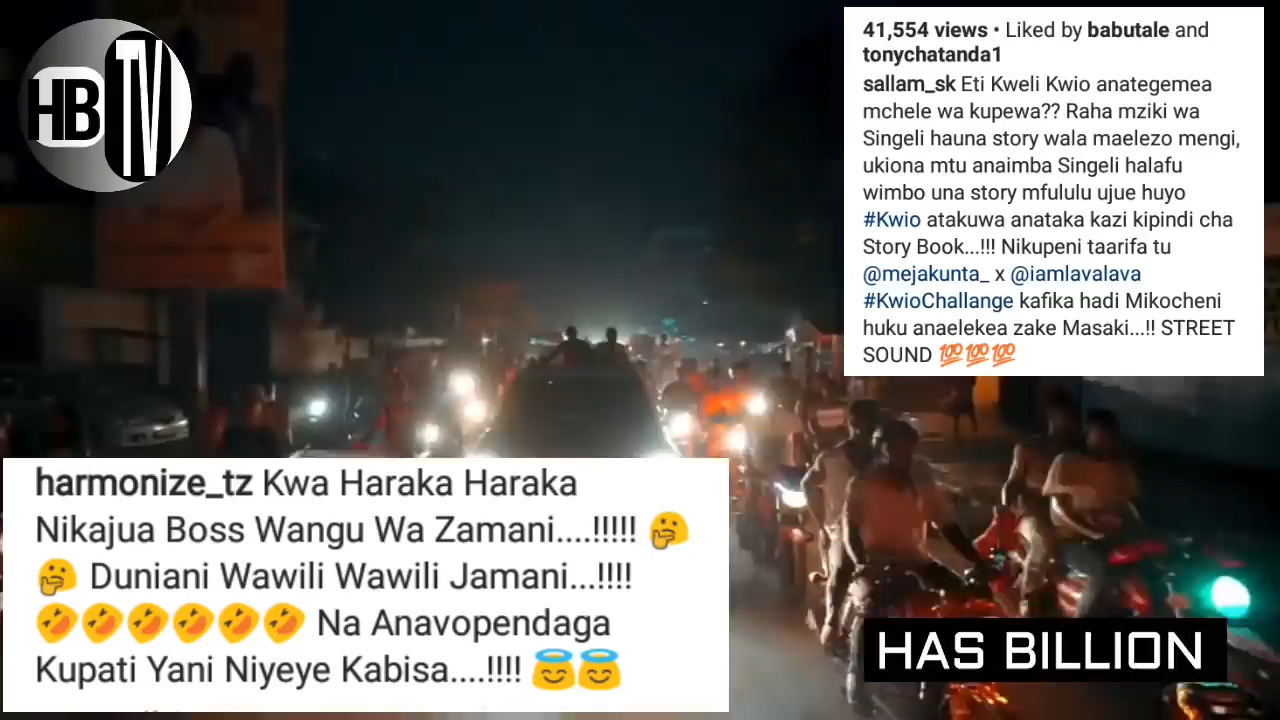 HB TV
41,554 views • Liked by babutale and
tonychatanda1
sallam_sk Eti Kweli Kwio anategemea
mchele wa kupewa?? Raha mziki wa
Singeli hauna story wala maelezo mengi,
ukiona mtu anaimba Singeli halafu
wimbo una story mfululu ujue huyo
#Kwio atakuwa anataka kazi kipindi cha
Story Book...!!! Nikupeni taarifa tu
@mejakunta_ x @iamlavalava
#KwioChallange kafika hadi Mikocheni
huku anaelekea zake Masaki...!! STREET
SOUND 💯💯💯
harmonize_tz Kwa Haraka Haraka
Nikajua Boss Wangu Wa Zamani....!!!!! 🤔
🤔 Duniani Wawili Wawili Jamani...!!!!
🤣🤣🤣🤣🤣🤣 Na Anavopendaga
Kupati Yani Niyeye Kabisa....!!!! 😇😇
HAS BILLION